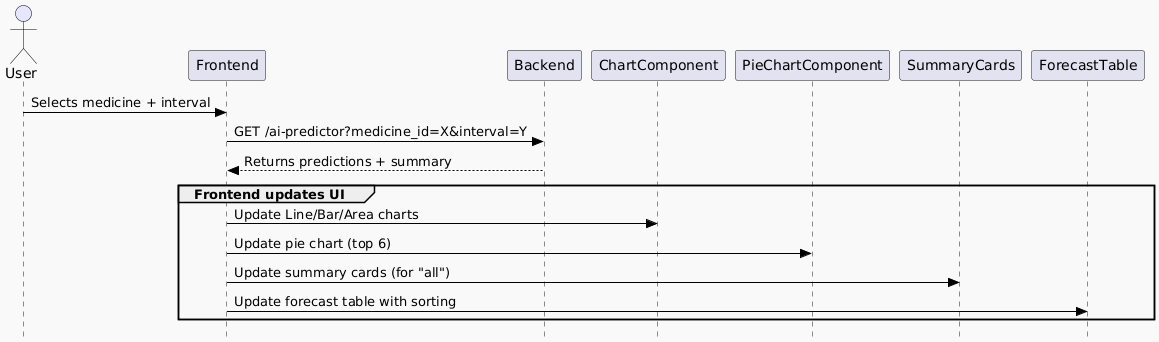 User
Frontend
Backend
ChartComponent
PieChartComponent
SummaryCards
ForecastTable
Selects medicine + interval
GET /ai-predictor?medicine_id=X&interval=Y
Returns predictions + summary
Frontend updates UI
Update Line/Bar/Area charts
Update pie chart (top 6)
Update summary cards (for "all")
Update forecast table with sorting